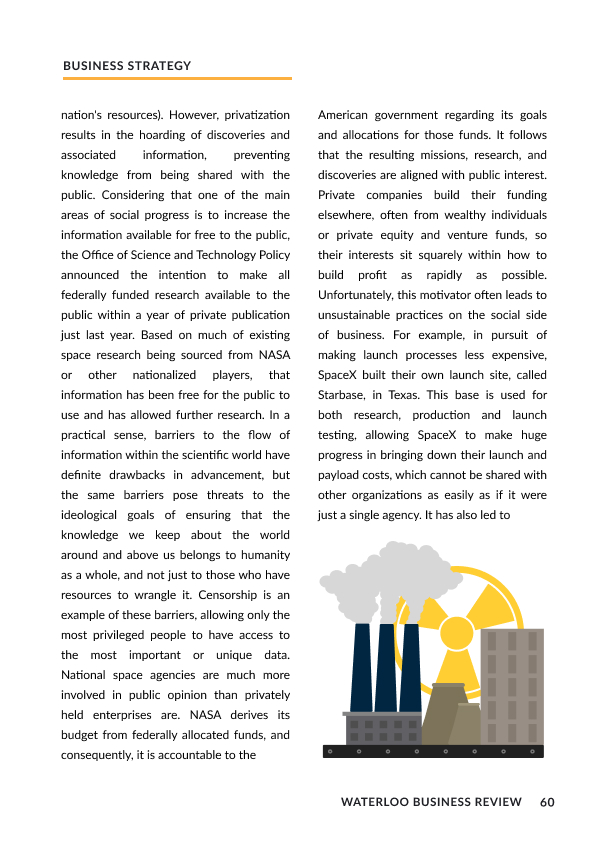 BUSINESS STRATEGY
nation's resources). However, privatization
results in the hoarding of discoveries and
associated information, preventing
knowledge from being shared with the
public. Considering that one of the main
areas of social progress is to increase the
information available for free to the public,
the Office of Science and Technology Policy
announced the intention to make all
federally funded research available to the
public within a year of private publication
just last year. Based on much of existing
space research being sourced from NASA
or other nationalized players, that
information has been free for the public to
use and has allowed further research. In a
practical sense, barriers to the flow of
information within the scientific world have
definite drawbacks in advancement, but
the same barriers pose threats to the
ideological goals of ensuring that the
knowledge we keep about the world
around and above us belongs to humanity
as a whole, and not just to those who have
resources to wrangle it. Censorship is an
example of these barriers, allowing only the
most privileged people to have access to
the most important or unique data.
National space agencies are much more
involved in public opinion than privately
held enterprises are. NASA derives its
budget from federally allocated funds, and
consequently, it is accountable to the
American government regarding its goals
and allocations for those funds. It follows
that the resulting missions, research, and
discoveries are aligned with public interest.
Private companies build their funding
elsewhere, often from wealthy individuals
or private equity and venture funds, so
their interests sit squarely within how to
build profit as rapidly as possible.
Unfortunately, this motivator often leads to
unsustainable practices on the social side
of business. For example, in pursuit of
making launch processes less expensive,
SpaceX built their own launch site, called
Starbase, in Texas. This base is used for
both research, production and launch
testing, allowing SpaceX to make huge
progress in bringing down their launch and
payload costs, which cannot be shared with
other organizations as easily as if it were
just a single agency. It has also led to
WATERLOO BUSINESS REVIEW 60